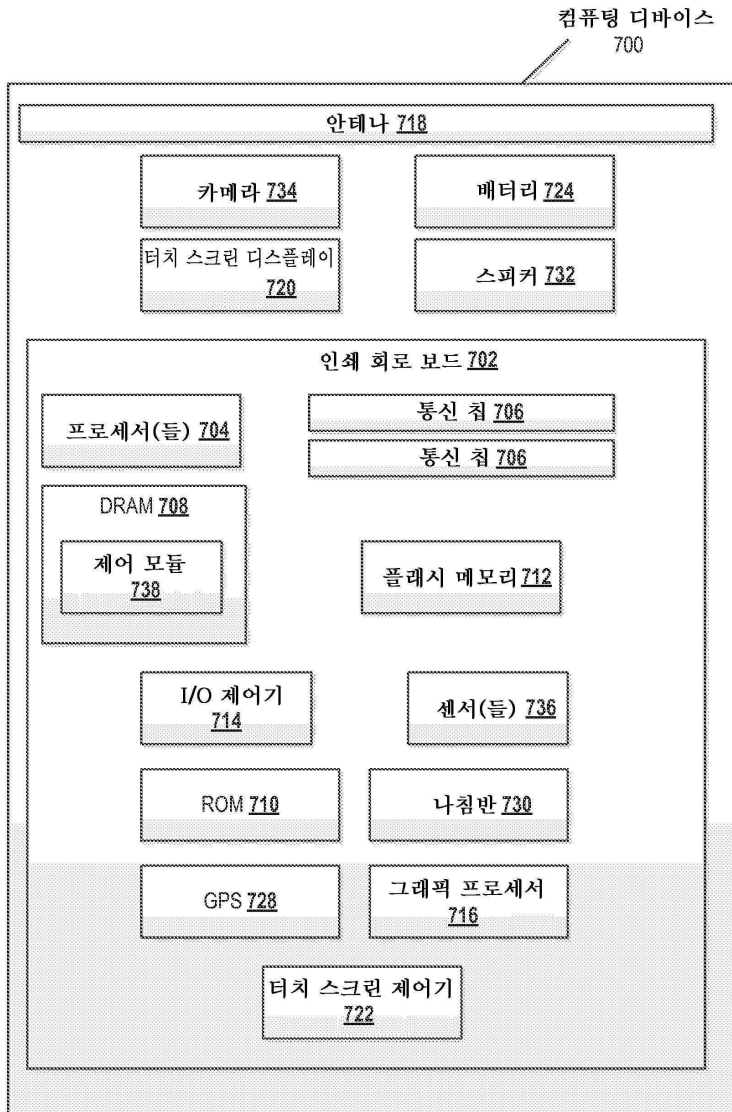 컴퓨팅 디바이스
700
안테나 718
카메라 734
배터리 724
터치 스크린 디스플레이
720
스피커 732
인쇄 회로 보드 702
프로세서(들) 704
통신 칩 706
통신 칩 706
DRAM 708
제어 모듈
738
플래시 메모리 712
I/O 제어기
714
센서(들) 736
ROM 710
나침반 730
GPS 728
그래픽 프로세서
716
터치 스크린 제어기
722